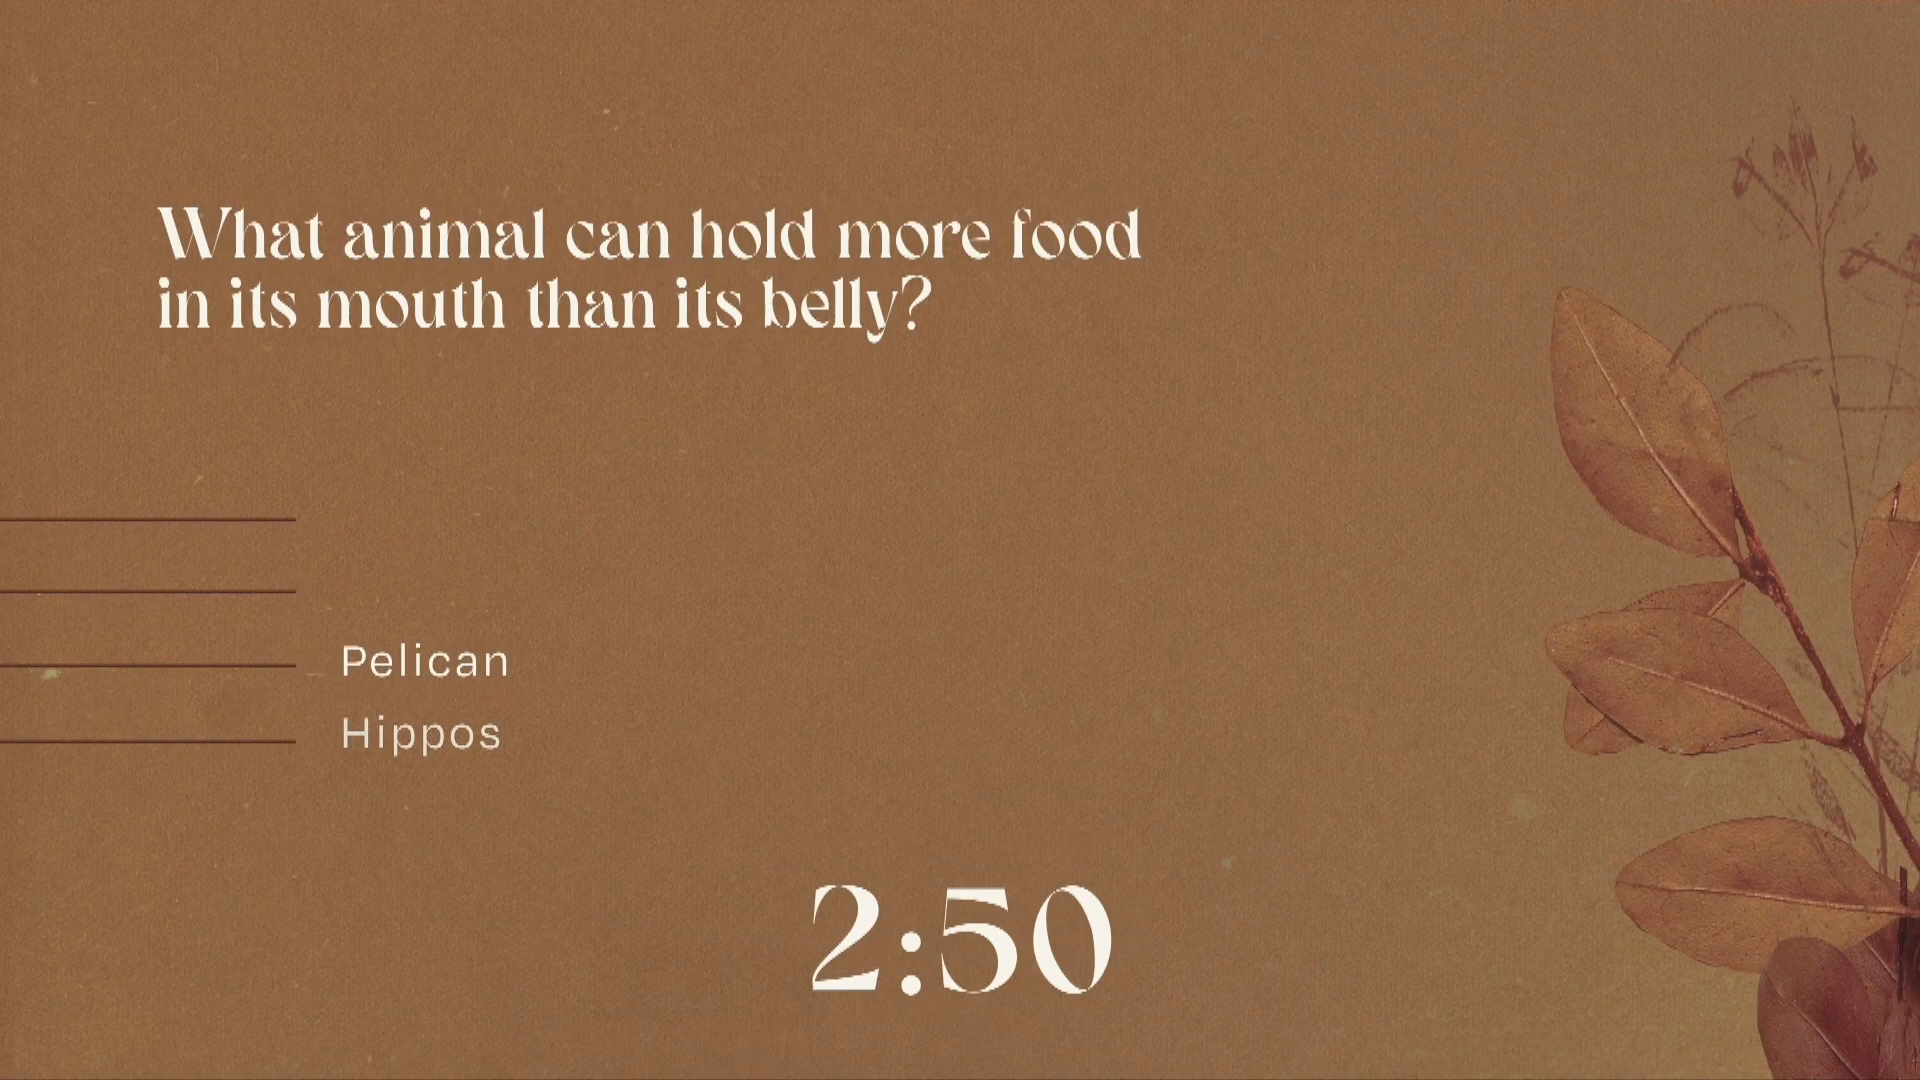 What animal can hold more food
in its mouth than its belly?
Pelican
Hippos
2:50